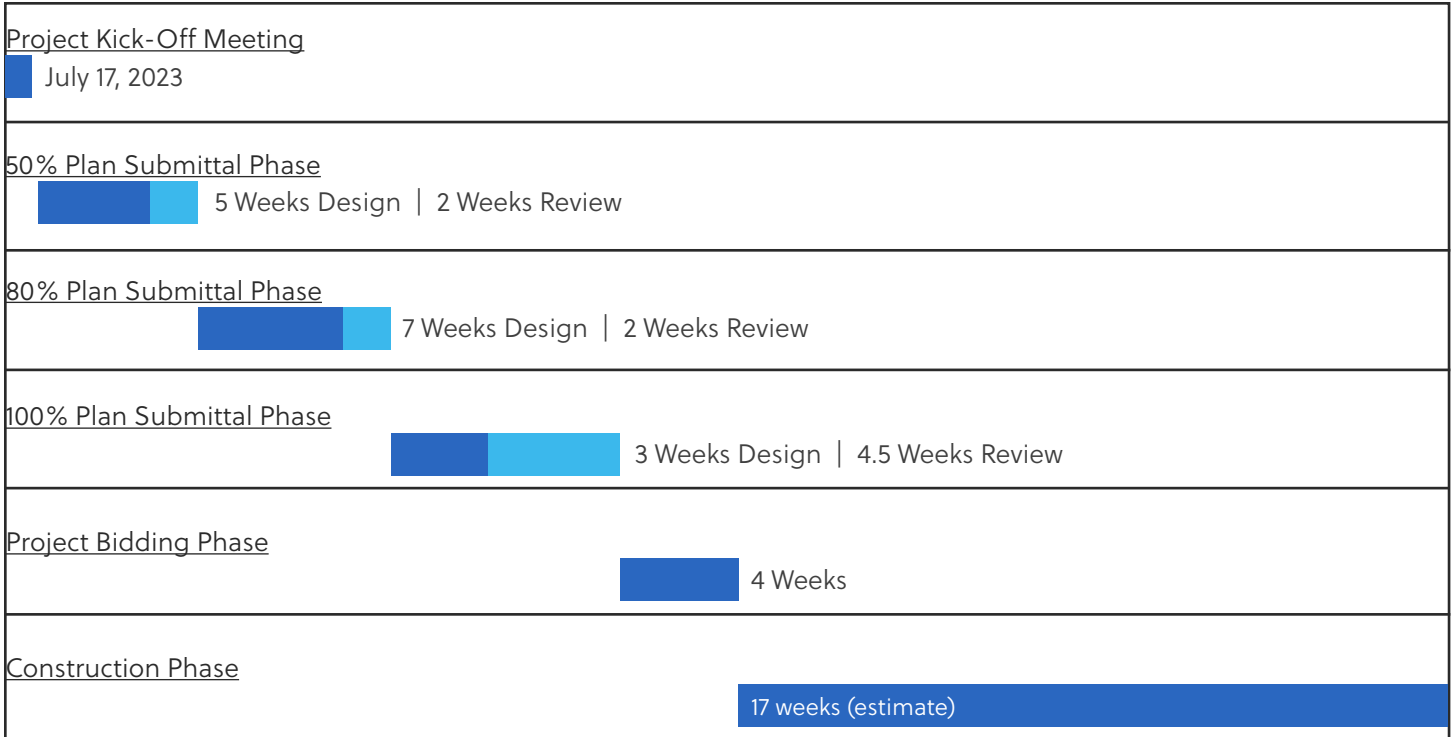 Project Kick-Off Meeting
July 17, 2023
50% Plan Submittal Phase
5 Weeks Design | 2 Weeks Review
80% Plan Submittal Phase
7 Weeks Design | 2 Weeks Review
100% Plan Submittal Phase
3 Weeks Design | 4.5 Weeks Review
Project Bidding Phase
4 Weeks
Construction Phase
17 weeks (estimate)